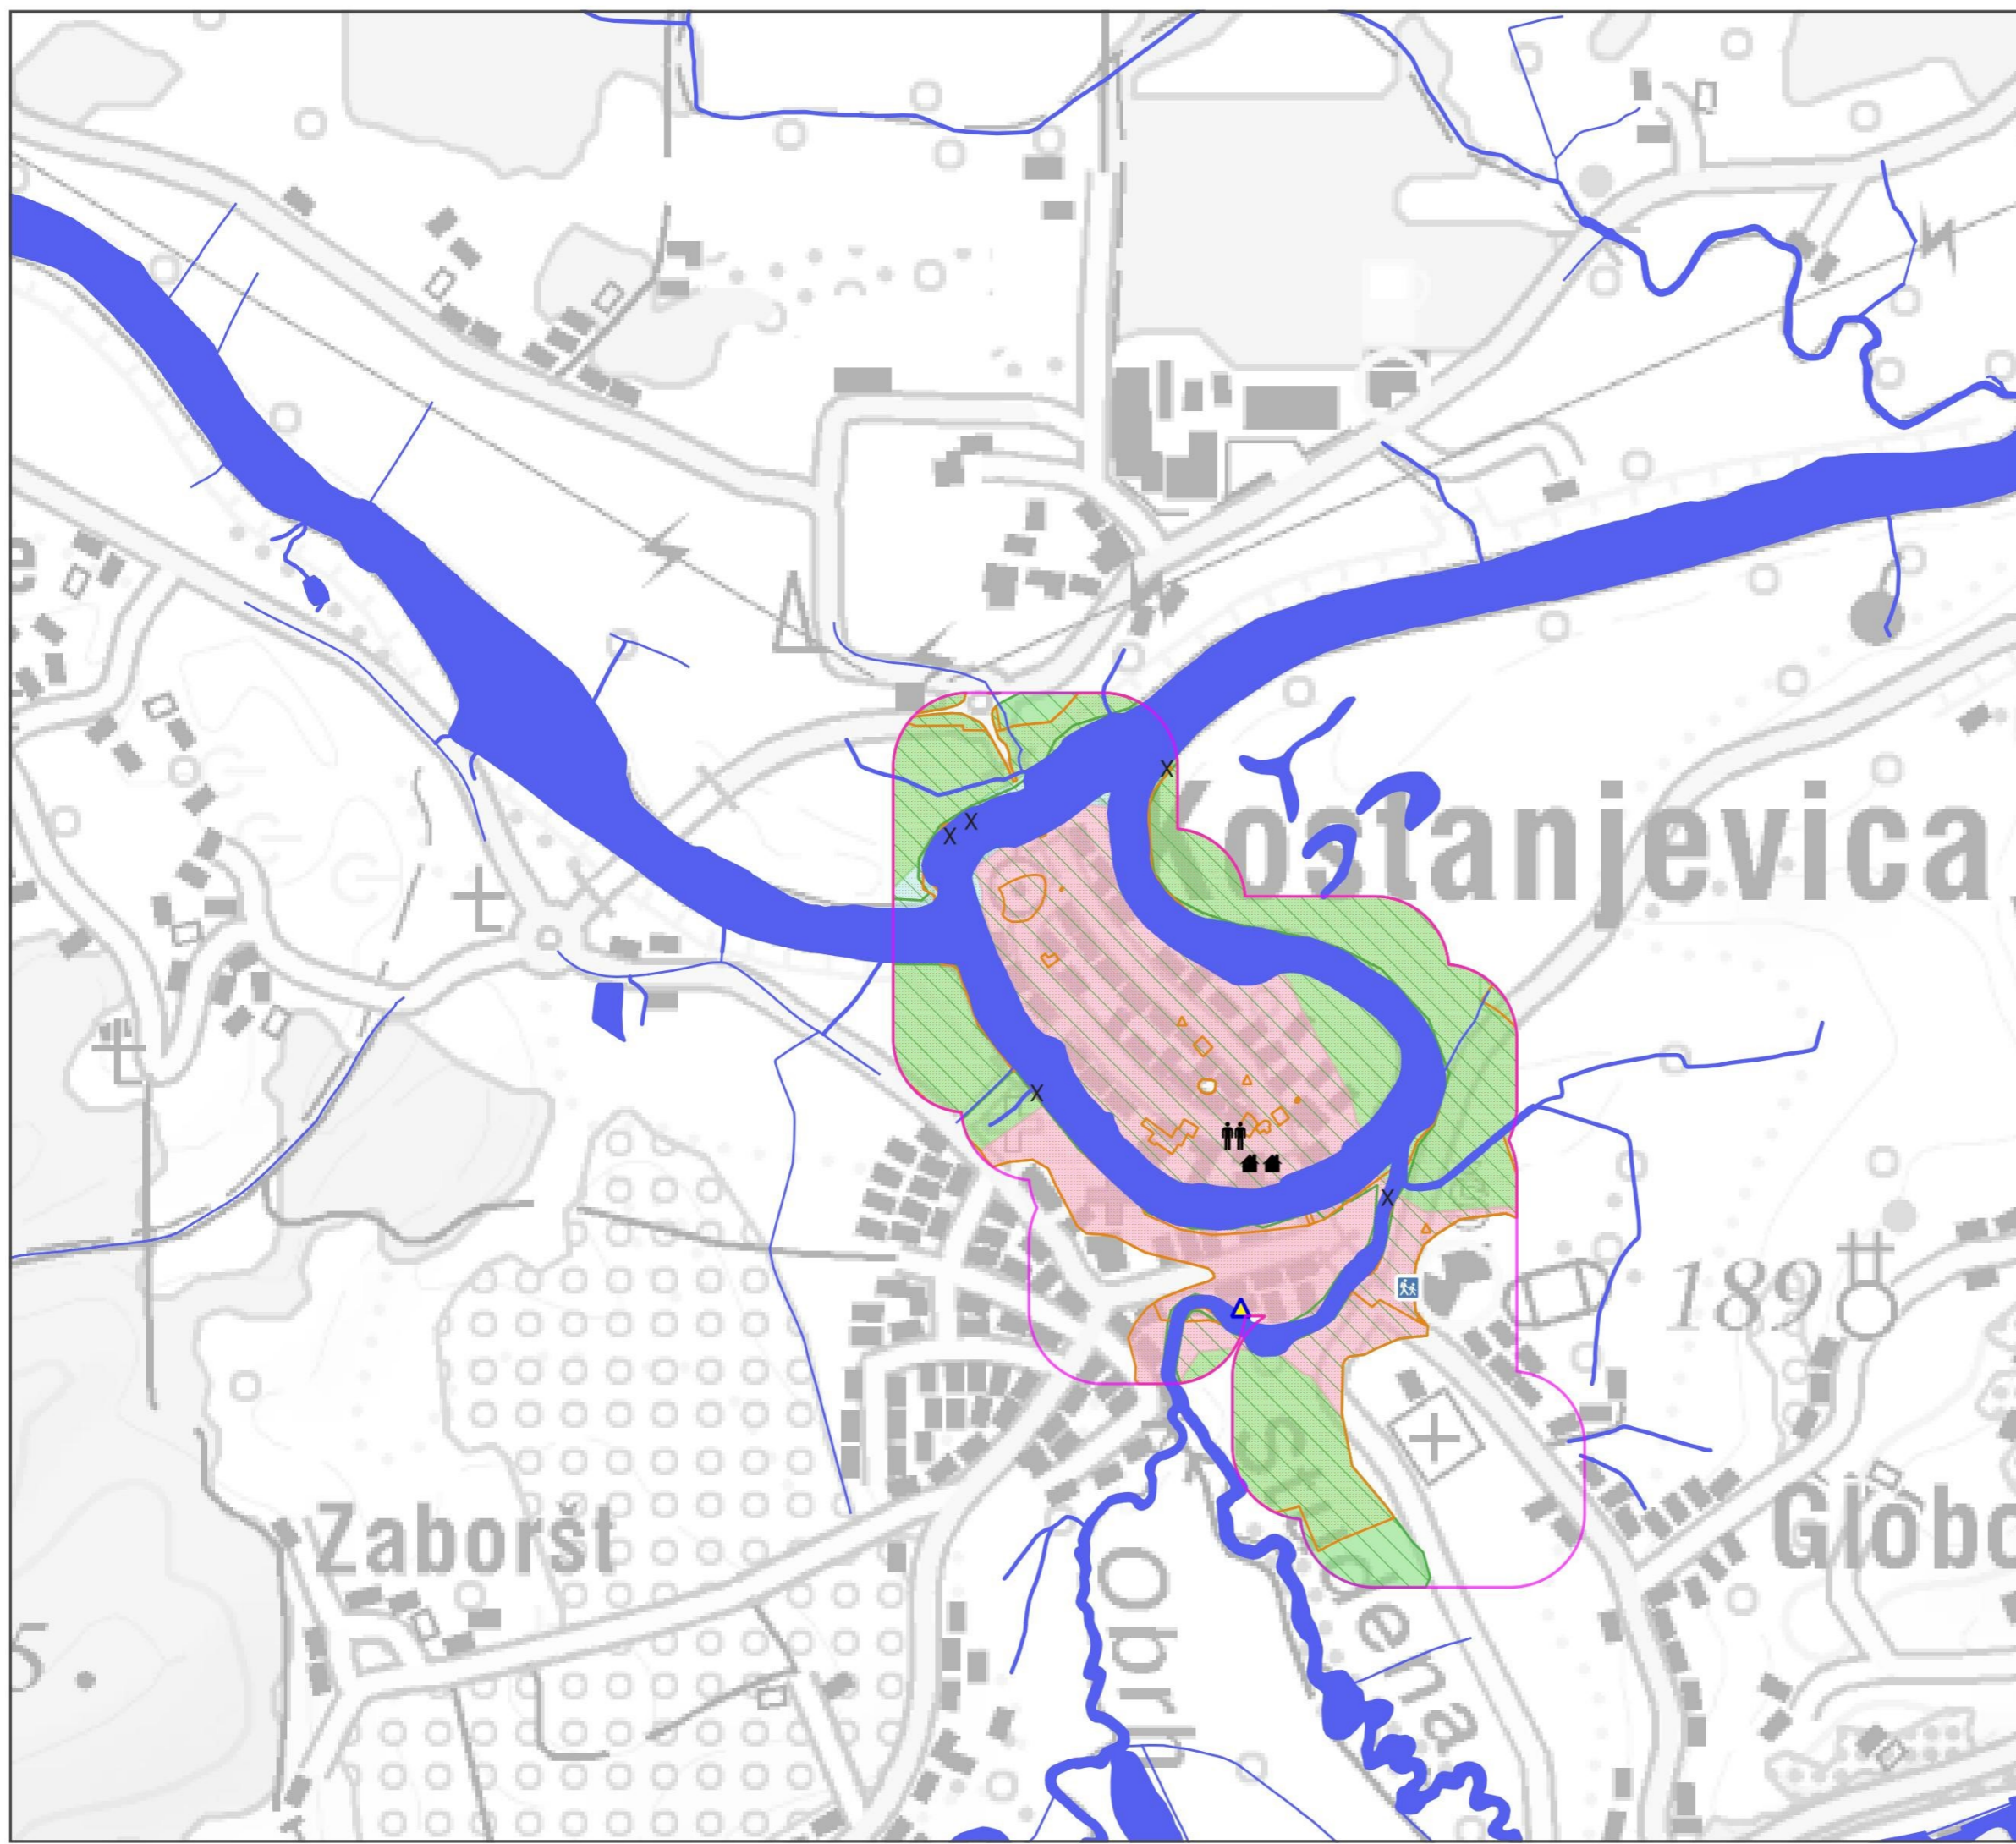 e
Kostanjevica
X
X
X
X
X
189
Zaboršt
Globo
Studena
Obrh
5